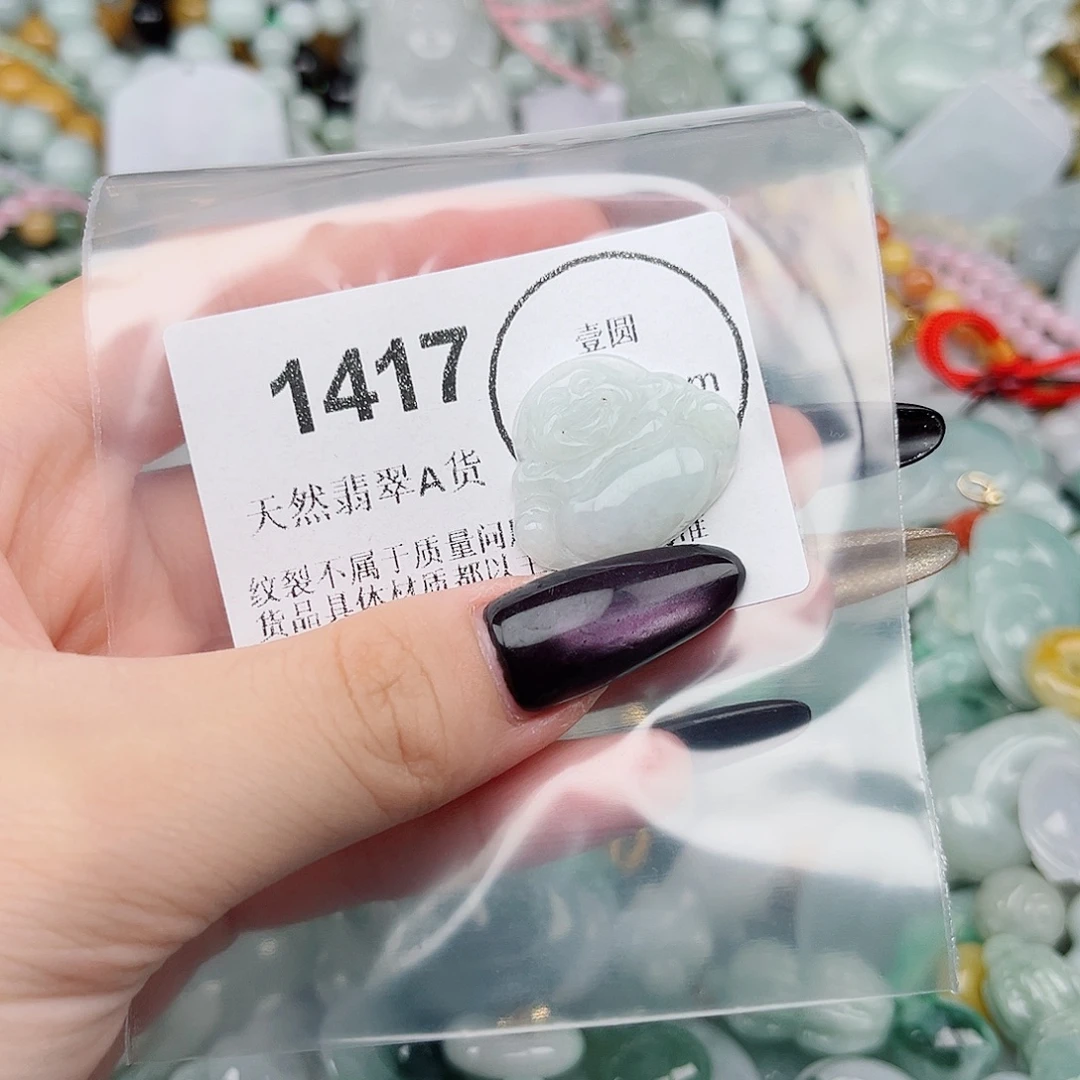 1417
壹圆
m
天然翡翠A货
纹裂不属于质量问
货品具体材质都以
准